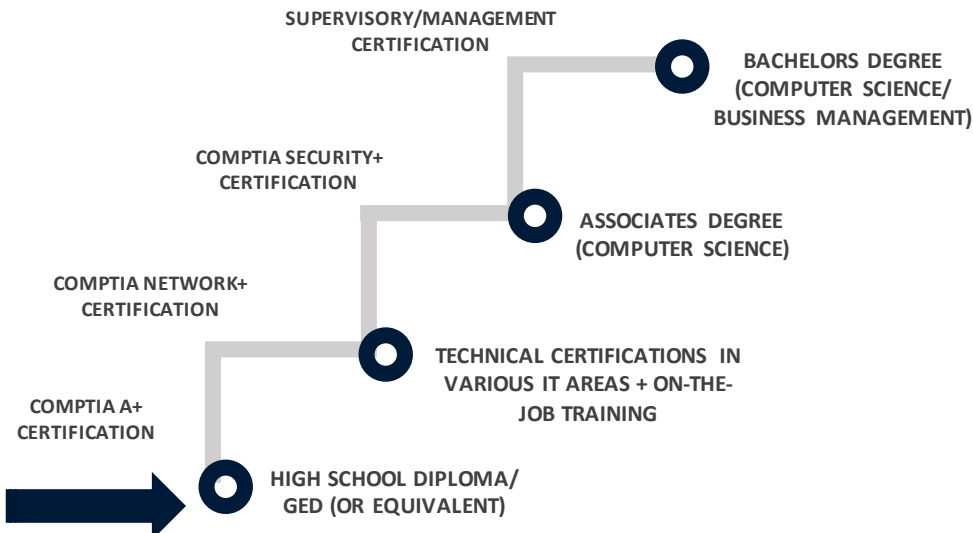 SUPERVISORY/MANAGEMENT
CERTIFICATION
BACHELORS DEGREE
(COMPUTER SCIENCE/
BUSINESS MANAGEMENT)
COMPTIA SECURITY+
CERTIFICATION
ASSOCIATES DEGREE
(COMPUTER SCIENCE)
COMPTIA NETWORK+
CERTIFICATION
TECHNICAL CERTIFICATIONS IN
VARIOUS IT AREAS + ON-THE-
JOB TRAINING
COMPTIA A+
CERTIFICATION
HIGH SCHOOL DIPLOMA/
GED (OR EQUIVALENT)